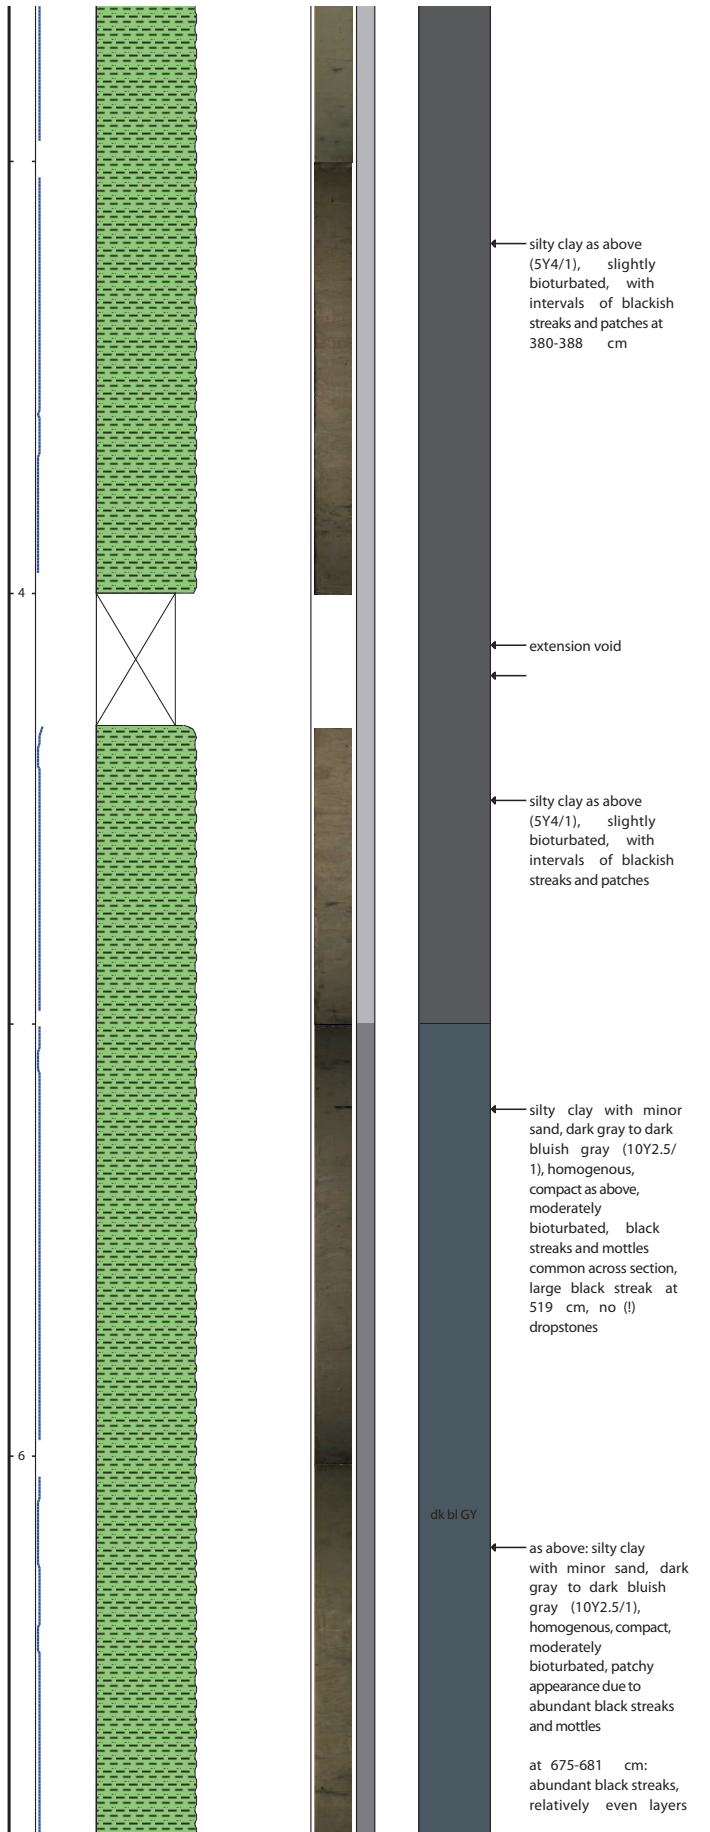 silty clay as above
(5Y4/1), slightly
bioturbated, with
intervals of blackish
streaks and patches at
380-388 cm
4
extension void
silty clay as above
(5Y4/1), slightly
bioturbated, with
intervals of blackish
streaks and patches
silty clay with minor
sand, dark gray to dark
bluish gray (10Y2.5/
1), homogenous,
compact as above,
moderately
bioturbated, black
streaks and mottles
common across section,
large black streak at
519 cm, no (!)
dropstones
6
dk bl GY
as above: silty clay
with minor sand, dark
gray to dark bluish
gray (10Y2.5/1),
homogenous, compact,
moderately
bioturbated, patchy
appearance due to
abundant black streaks
and mottles
at 675-681 cm:
abundant black streaks,
relatively even layers